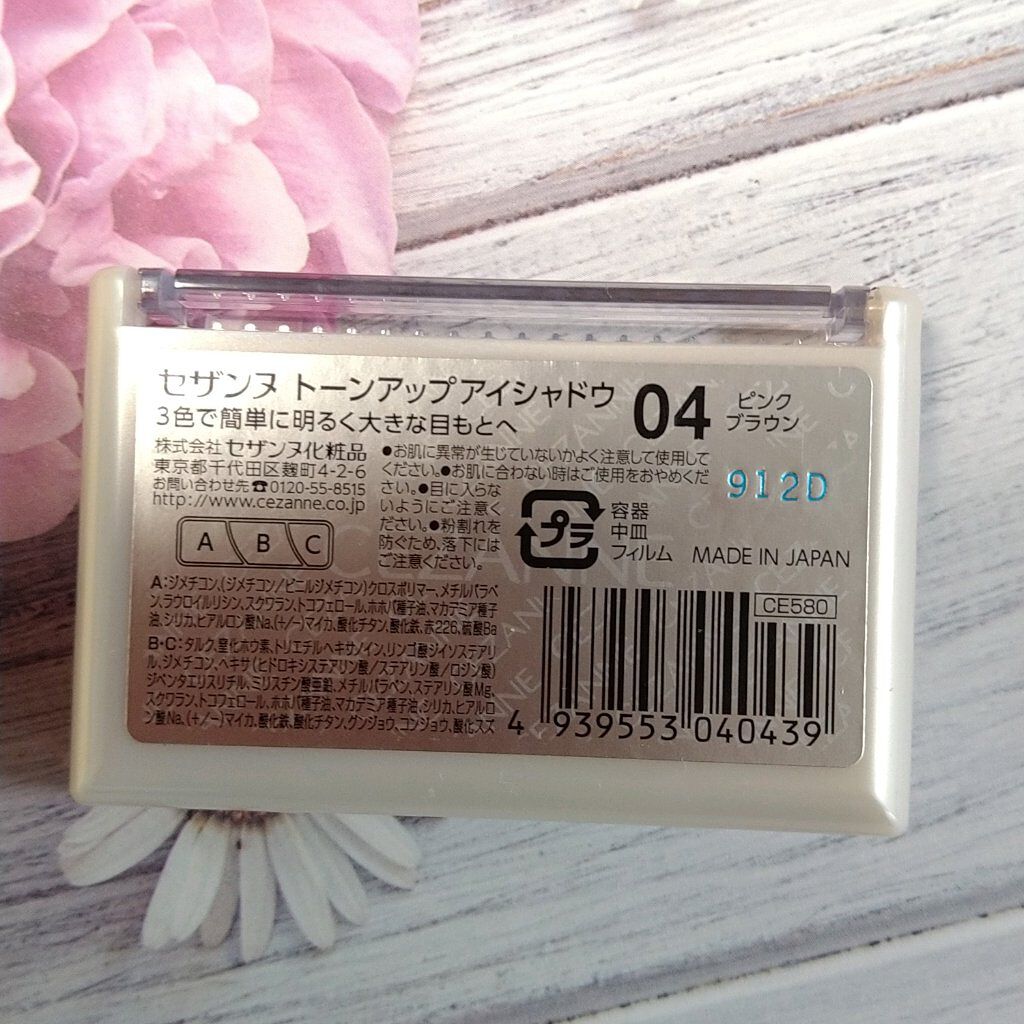 セザンヌ トーンアップアイシャドウ
3色で簡単に明るく大きな目もとへ
04 ピンク
ブラウン
株式会社 セザンヌ化粧品
東京都千代田区麹町4-2-6
お問い合わせ先☎0120-55-8515
http://www.cezanne.co.jp
●お肌に異常が生じていないかよく注意して使用して
ください。●お肌に合わない時はご使用をおやめくだ
さい。●目に入らな
いようにご注意く
ださい。●粉割れを
防ぐため、落下には
ご注意ください。
912D
A B C
プラ
容器
中皿
フィルム
MADE IN JAPAN
A:ジメチコン、(ジメチコン/ビニルジメチコン)クロスポリマー、メチルパラベ
ン、ラウロイルリシン、スクワラン、トコフェロール、ホホバ種子油、マカデミア種子
油、シリカ、ヒアルロン酸Na、(+/-)マイカ、酸化チタン、酸化鉄、赤226、硫酸Ba
B・C:タルク、窒化ホウ素、トリエチルヘキサノイン、リンゴ酸ジイソステアリ
ル、ジメチコン、ヘキサ(ヒドロキシステアリン酸/ステアリン酸/ロジン酸)
ジペンタエリスリチル、ミリスチン酸亜鉛、メチルパラベン、ステアリン酸Mg、
スクワラン、トコフェロール、ホホバ種子油、マカデミア種子油、シリカ、ヒアルロ
ン酸Na、(+/-)マイカ、酸化鉄、酸化チタン、グンジョウ、コンジョウ、酸化スズ
CE580
4 939553 040439